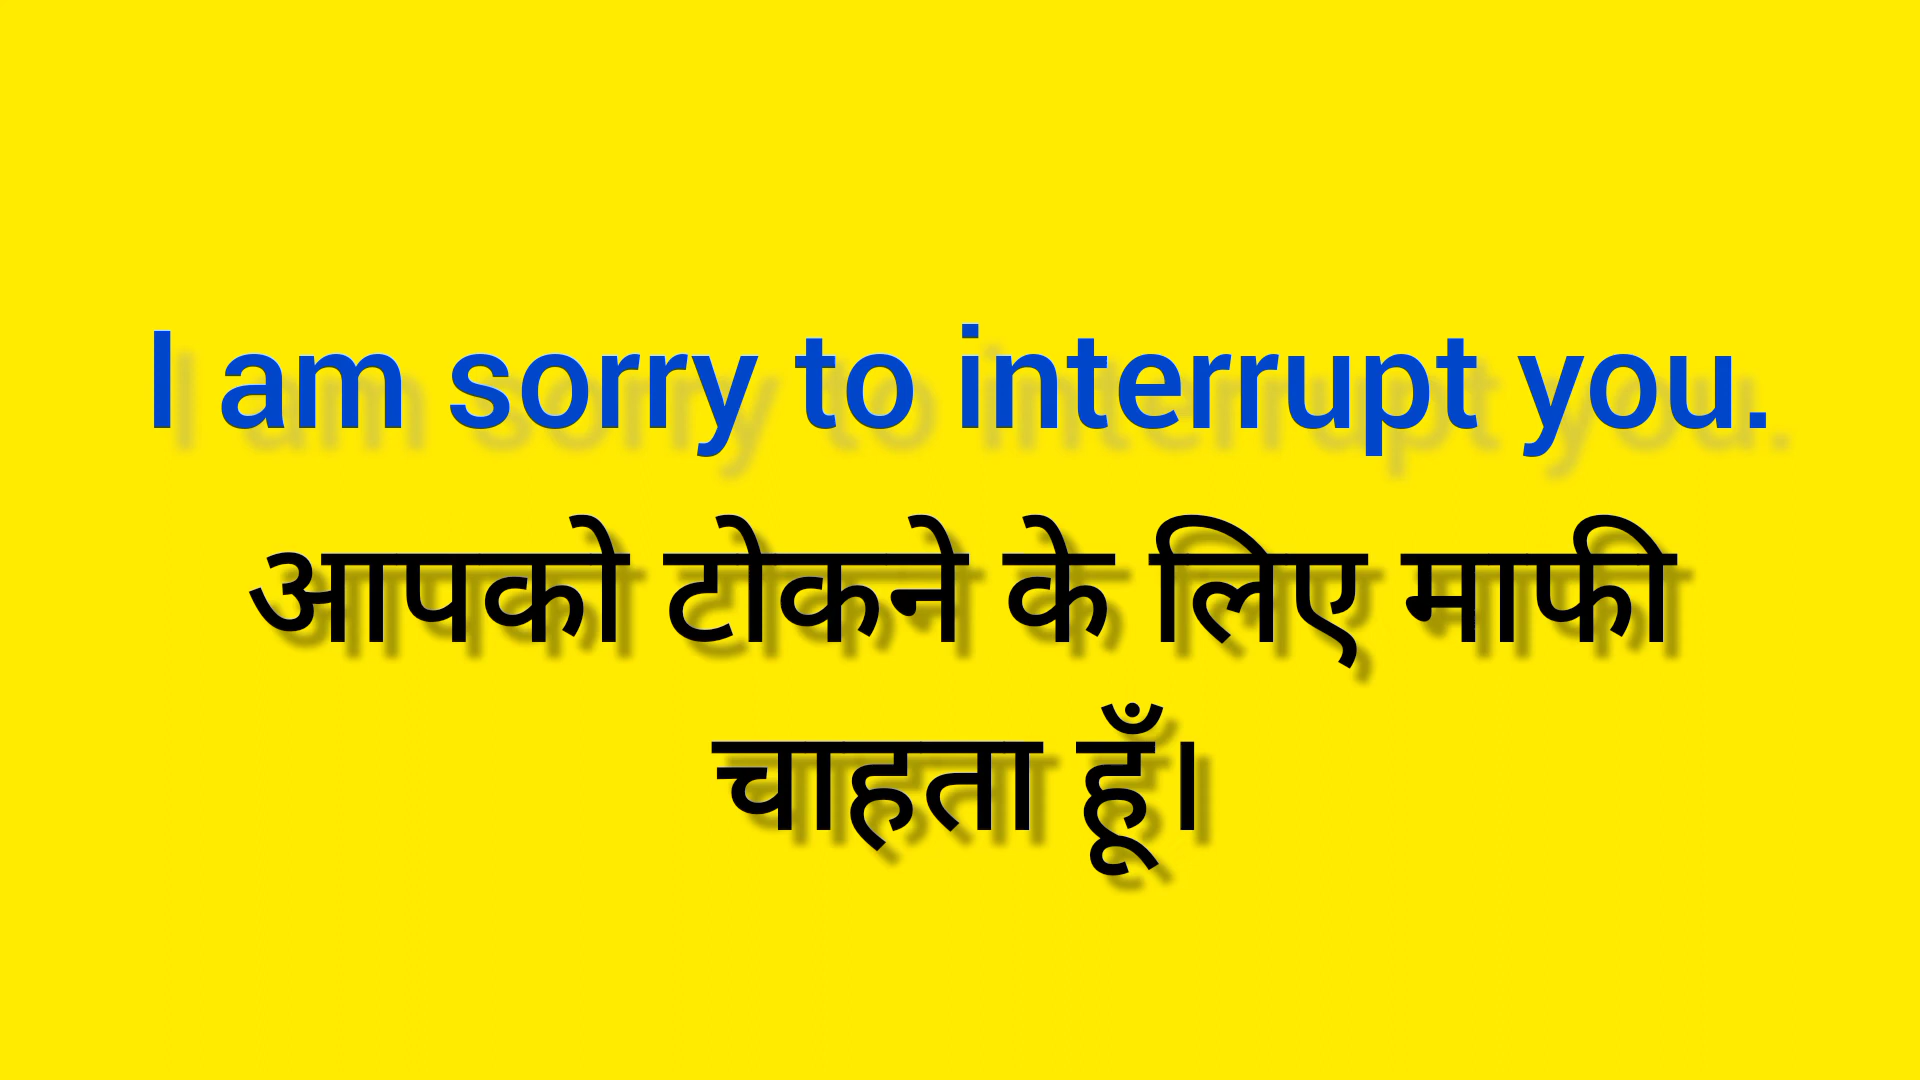 I am sorry to interrupt you.
आपको टोकने के लिए माफी
चाहता हूँ।